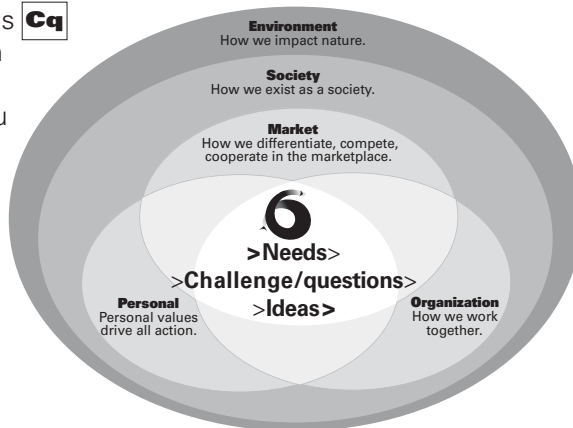 s Cq
n
u
Environment
How we impact nature.
Society
How we exist as a society.
Market
How we differentiate, compete,
cooperate in the marketplace.
6
>Needs>
>Challenge/questions>
>Ideas>
Personal
Personal values
drive all action.
Organization
How we work
together.